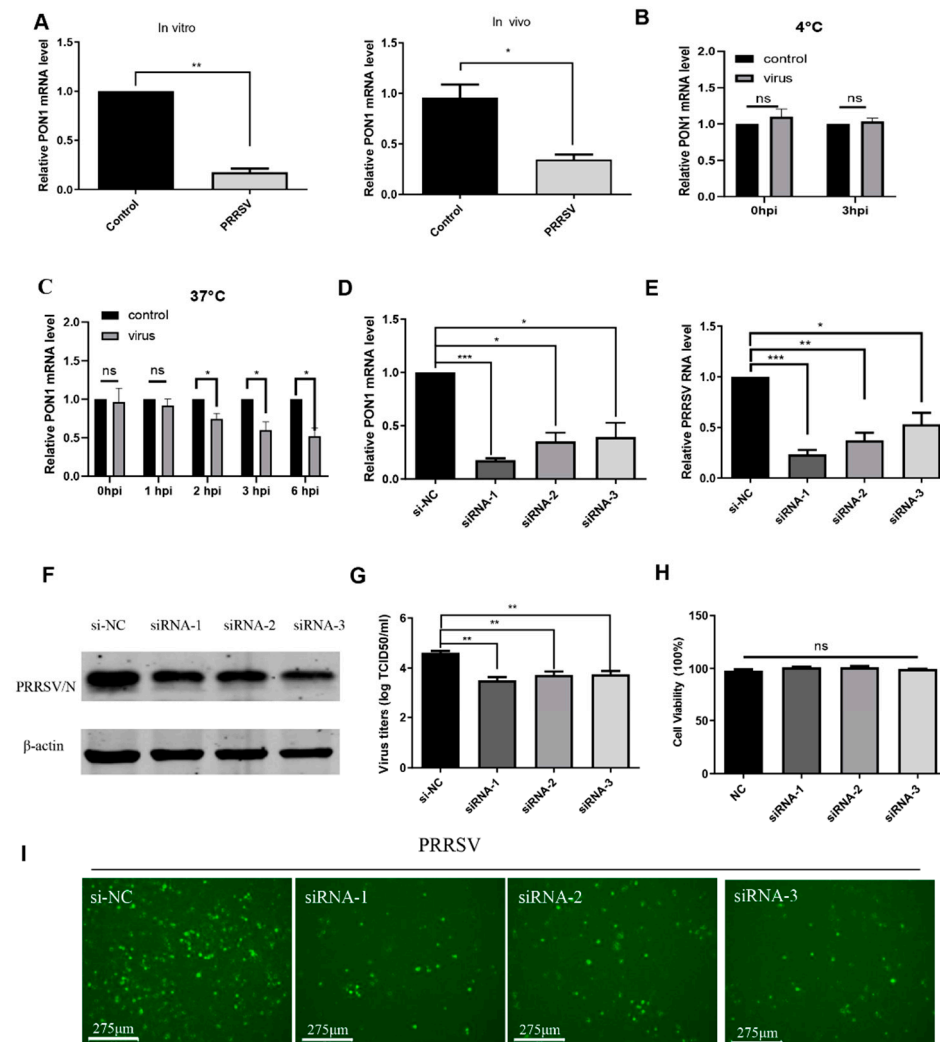 A
In vitro
Relative PON1 mRNA level
1.5
1.0
0.5
0.0
**
Control
PRRSV
In vivo
Relative PON1 mRNA level
1.5
1.0
0.5
0.0
*
Control
PRRSV
B
4°C
Relative PON1 mRNA level
2.0
1.5
1.0
0.5
0.0
control
virus
ns
ns
0hpi
3hpi
C
37°C
Relative PON1 mRNA level
2.0
1.5
1.0
0.5
0.0
control
virus
ns
ns
*
*
*
0hpi
1 hpi
2 hpi
3 hpi
6 hpi
D
Relative PON1 mRNA level
1.5
1.0
0.5
0.0
*
*
***
si-NC
siRNA-1
siRNA-2
siRNA-3
E
Relative PRRSV RNA level
1.5
1.0
0.5
0.0
*
**
***
si-NC
siRNA-1
siRNA-2
siRNA-3
F
si-NC siRNA-1 siRNA-2 siRNA-3
PRRSV/N
β-actin
G
Virus titers (log TCID50/ml)
6
4
2
0
**
**
**
si-NC
siRNA-1
siRNA-2
siRNA-3
H
Cell Viability (100%)
150
100
50
0
ns
NC
siRNA-1
siRNA-2
siRNA-3
I
PRRSV
si-NC
siRNA-1
siRNA-2
siRNA-3
275μm
275μm
275μm
275μm